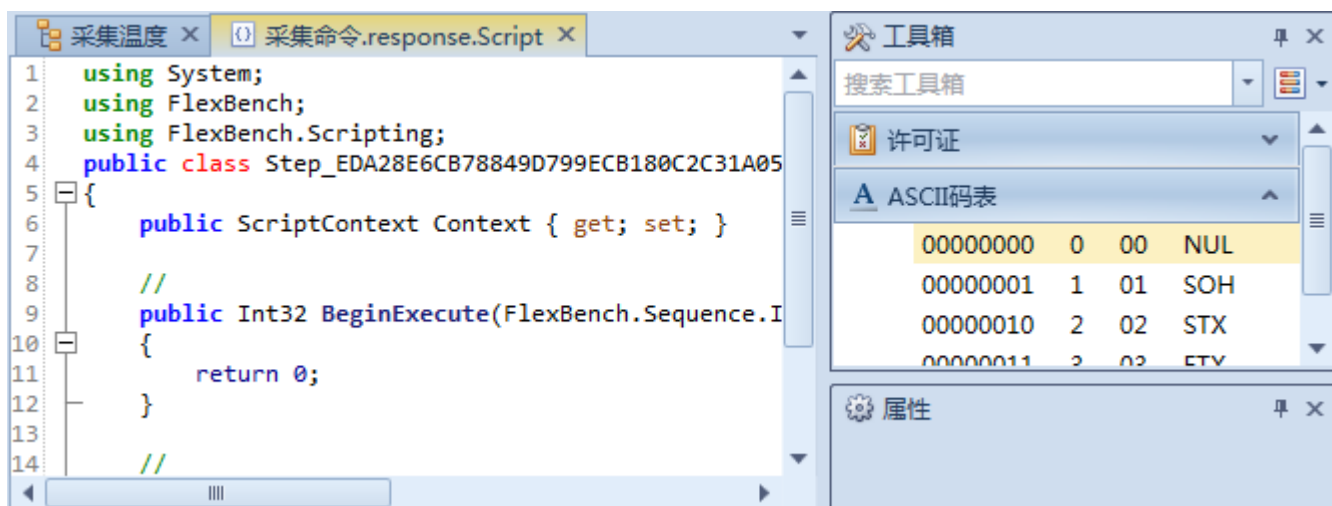 采集温度
采集命令.response.Script
1 using System;
2 using FlexBench;
3 using FlexBench.Scripting;
4 public class Step_EDA28E6CB78849D799ECB180C2C31A05
5 {
6 public ScriptContext Context { get; set; }
7
8 //
9 public Int32 BeginExecute(FlexBench.Sequence.I
10 {
11 return 0;
12 }
13
14 //
工具箱
搜索工具箱
许可证
A ASCII码表
00000000 0 00 NUL
00000001 1 01 SOH
00000010 2 02 STX
00000011 3 03 ETX
属性